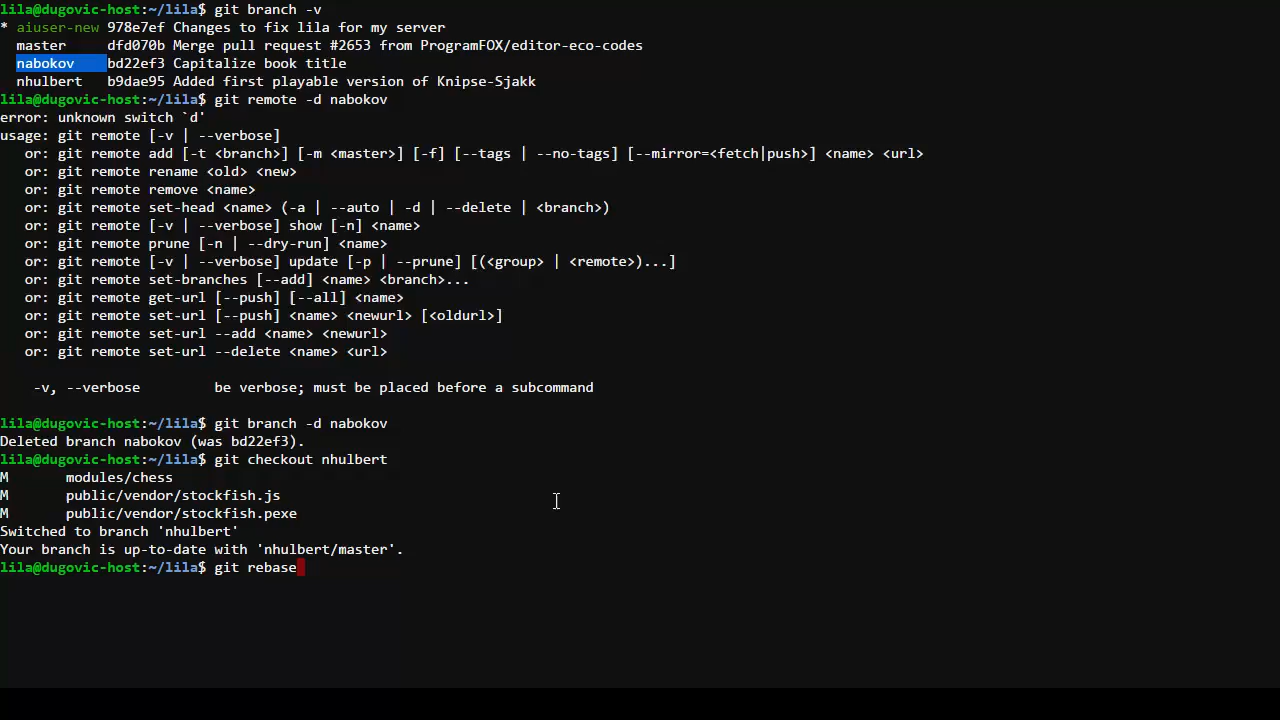 lila@dugovic-host:~/lila$ git branch -v
* aiuser-new 978e7ef Changes to fix lila for my server
  master     dfd070b Merge pull request #2653 from ProgramFOX/editor-eco-codes
  nabokov    bd22ef3 Capitalize book title
  nhulbert   b9dae95 Added first playable version of Knipse-Sjakk
lila@dugovic-host:~/lila$ git remote -d nabokov
error: unknown switch `d'
usage: git remote [-v | --verbose]
   or: git remote add [-t <branch>] [-m <master>] [-f] [--tags | --no-tags] [--mirror=<fetch|push>] <name> <url>
   or: git remote rename <old> <new>
   or: git remote remove <name>
   or: git remote set-head <name> (-a | --auto | -d | --delete | <branch>)
   or: git remote [-v | --verbose] show [-n] <name>
   or: git remote prune [-n | --dry-run] <name>
   or: git remote [-v | --verbose] update [-p | --prune] [(<group> | <remote>)...]
   or: git remote set-branches [--add] <name> <branch>...
   or: git remote get-url [--push] [--all] <name>
   or: git remote set-url [--push] <name> <newurl> [<oldurl>]
   or: git remote set-url --add <name> <newurl>
   or: git remote set-url --delete <name> <url>
    -v, --verbose         be verbose; must be placed before a subcommand
lila@dugovic-host:~/lila$ git branch -d nabokov
Deleted branch nabokov (was bd22ef3).
lila@dugovic-host:~/lila$ git checkout nhulbert
M       modules/chess
M       public/vendor/stockfish.js
M       public/vendor/stockfish.pexe
Switched to branch 'nhulbert'
Your branch is up-to-date with 'nhulbert/master'.
lila@dugovic-host:~/lila$ git rebase